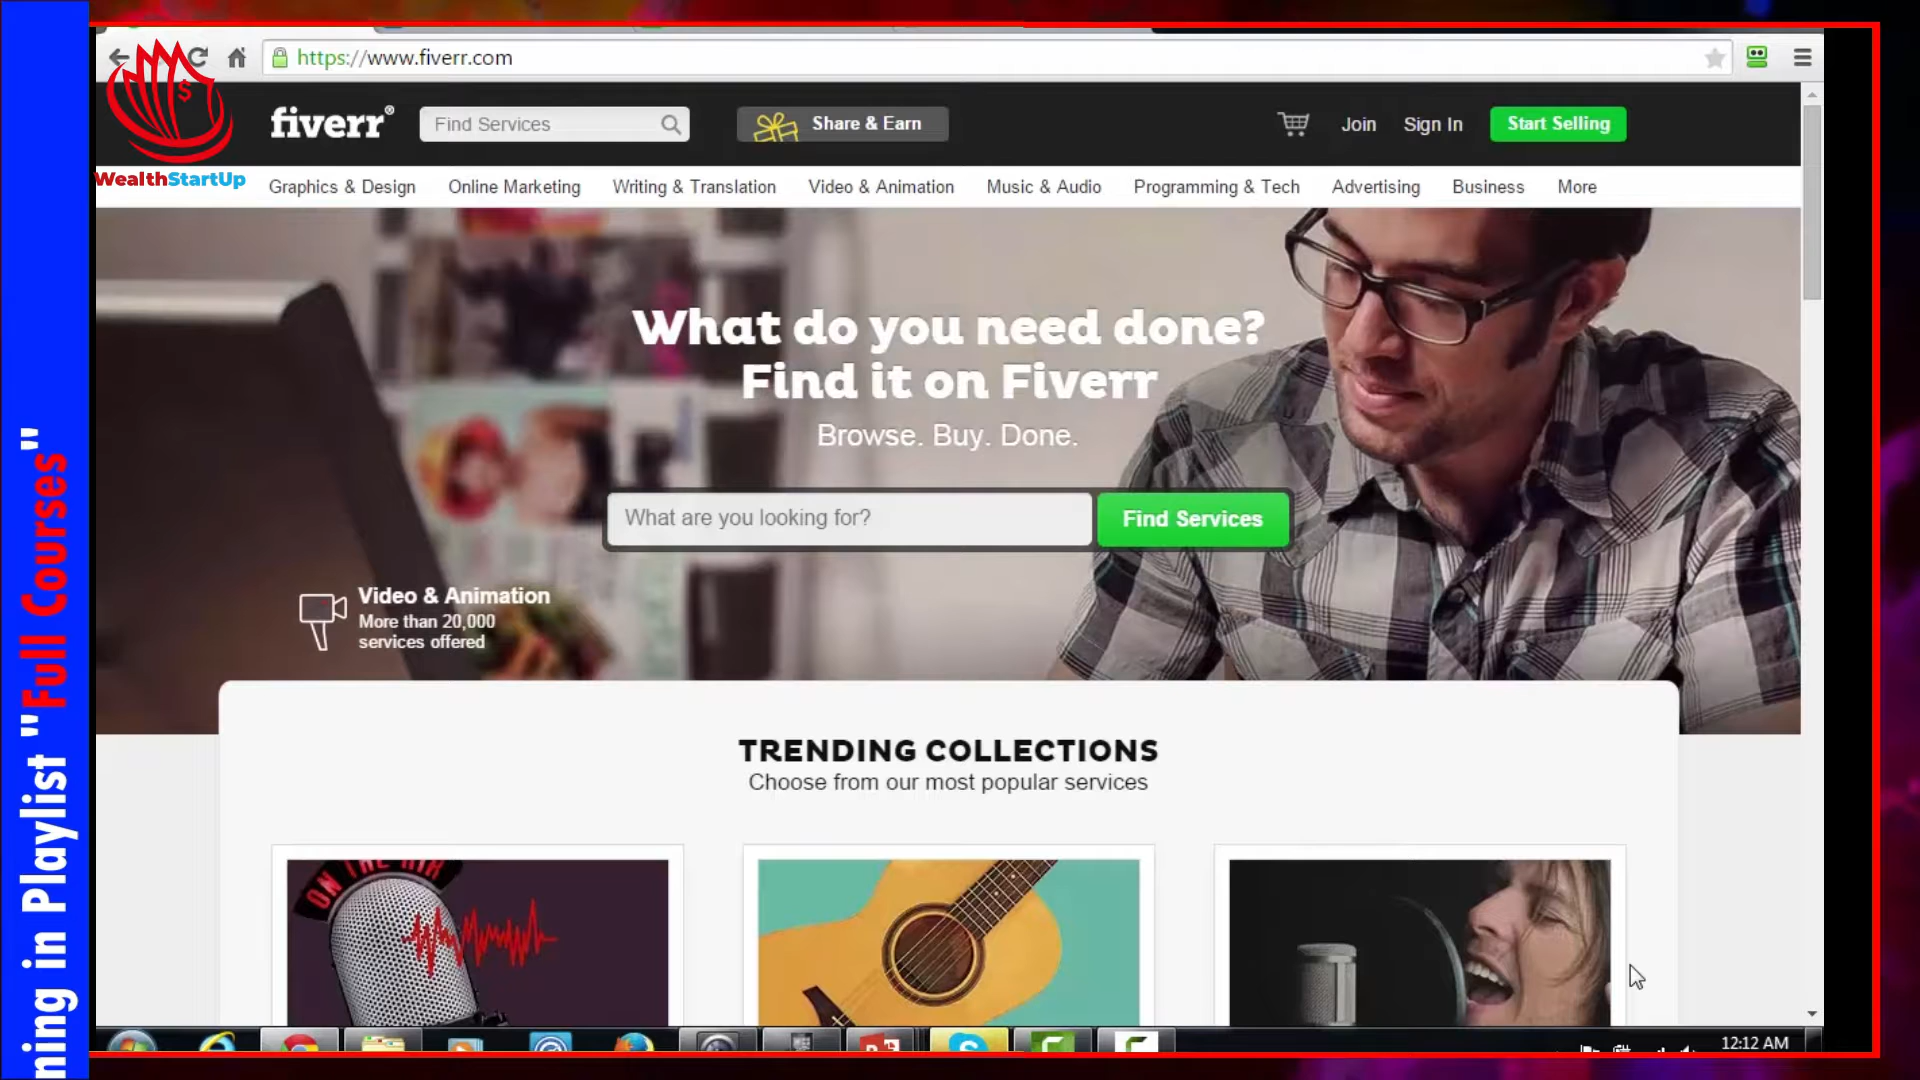 https://www.fiverr.com
fiverr®
Find Services
Share & Earn
Join
Sign In
Start Selling
$
WealthStartUp
Graphics & Design
Online Marketing
Writing & Translation
Video & Animation
Music & Audio
Programming & Tech
Advertising
Business
More
What do you need done?
Find it on Fiverr
Browse. Buy. Done.
What are you looking for?
Find Services
Video & Animation
More than 20,000
services offered
TRENDING COLLECTIONS
Choose from our most popular services
ON THE AIR
12:12 AM
ning in Playlist "Full Courses"